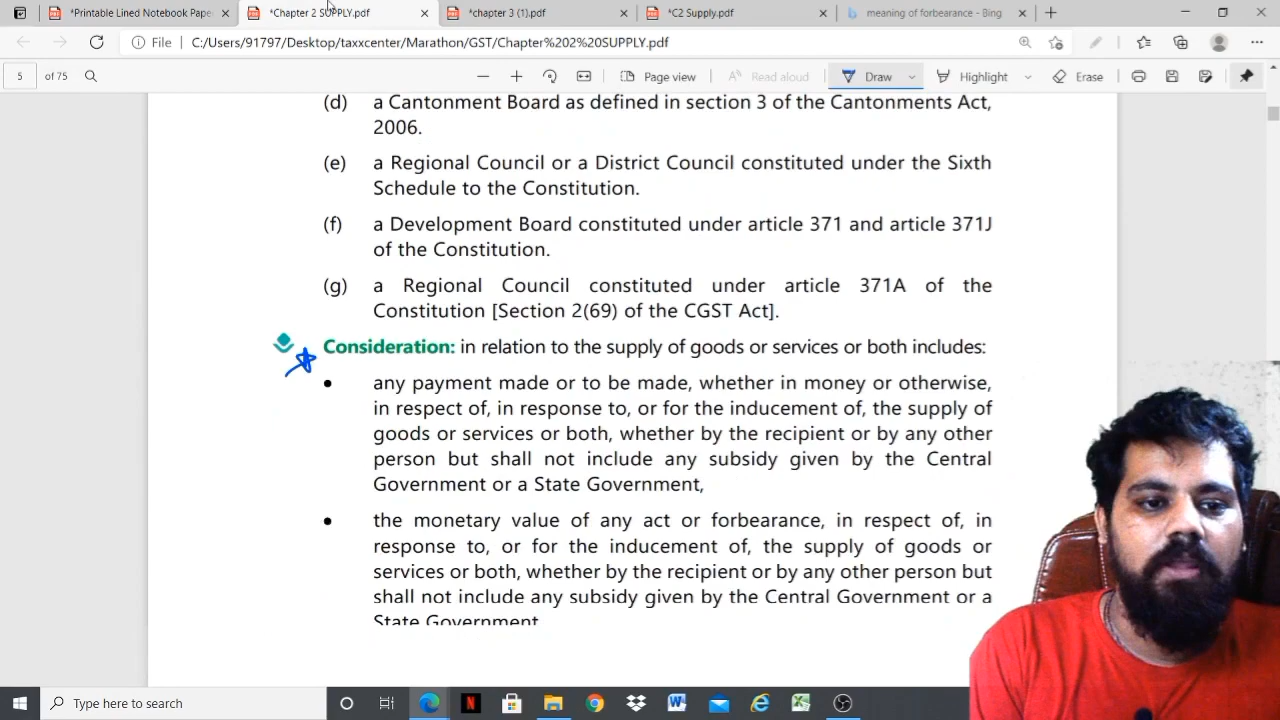 *Printable Lined Notebook Pape
*Chapter 2 SUPPLY.pdf
*chapter 3 (1).pdf
*C2 Supply.pdf
meaning of forbearance - Bing
File
C:/Users/91797/Desktop/taxxcenter/Marathon/GST/Chapter%202%20SUPPLY.pdf
5 of 75
Page view
Read aloud
Draw
Highlight
Erase
(d) a Cantonment Board as defined in section 3 of the Cantonments Act,
2006.
(e) a Regional Council or a District Council constituted under the Sixth
Schedule to the Constitution.
(f) a Development Board constituted under article 371 and article 371J
of the Constitution.
(g) a Regional Council constituted under article 371A of the
Constitution [Section 2(69) of the CGST Act].
Consideration: in relation to the supply of goods or services or both includes:
• any payment made or to be made, whether in money or otherwise,
in respect of, in response to, or for the inducement of, the supply of
goods or services or both, whether by the recipient or by any other
person but shall not include any subsidy given by the Central
Government or a State Government,
• the monetary value of any act or forbearance, in respect of, in
response to, or for the inducement of, the supply of goods or
services or both, whether by the recipient or by any other person but
shall not include any subsidy given by the Central Government or a
State Government
Type here to search